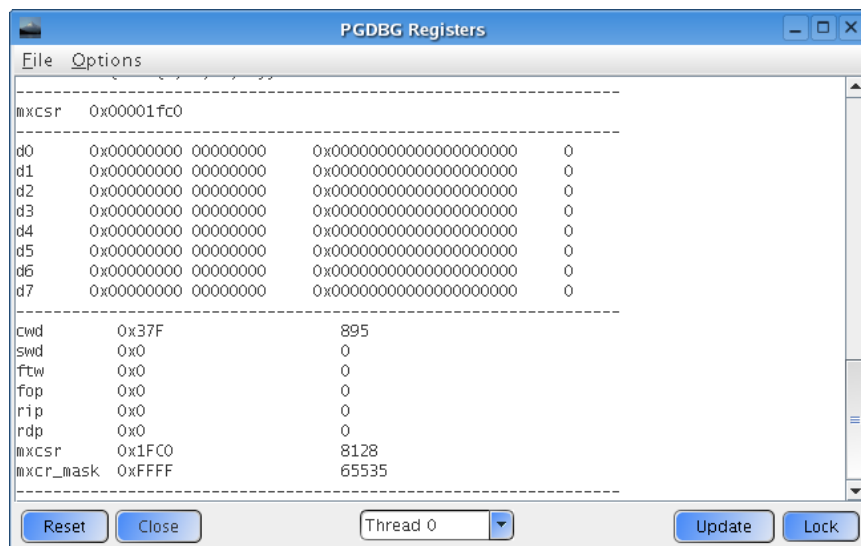 PGDBG Registers
File Options
--------------------------------------------------------------------------
mxcsr 0x00001fc0
--------------------------------------------------------------------------
d0 0x00000000 00000000 0x00000000000000000000 0
d1 0x00000000 00000000 0x00000000000000000000 0
d2 0x00000000 00000000 0x00000000000000000000 0
d3 0x00000000 00000000 0x00000000000000000000 0
d4 0x00000000 00000000 0x00000000000000000000 0
d5 0x00000000 00000000 0x00000000000000000000 0
d6 0x00000000 00000000 0x00000000000000000000 0
d7 0x00000000 00000000 0x00000000000000000000 0
--------------------------------------------------------------------------
cwd 0x37F 895
swd 0x0 0
ftw 0x0 0
fop 0x0 0
rip 0x0 0
rdp 0x0 0
mxcsr 0x1FC0 8128
mxcr_mask 0xFFFF 65535
--------------------------------------------------------------------------
Reset Close Thread 0 Update Lock